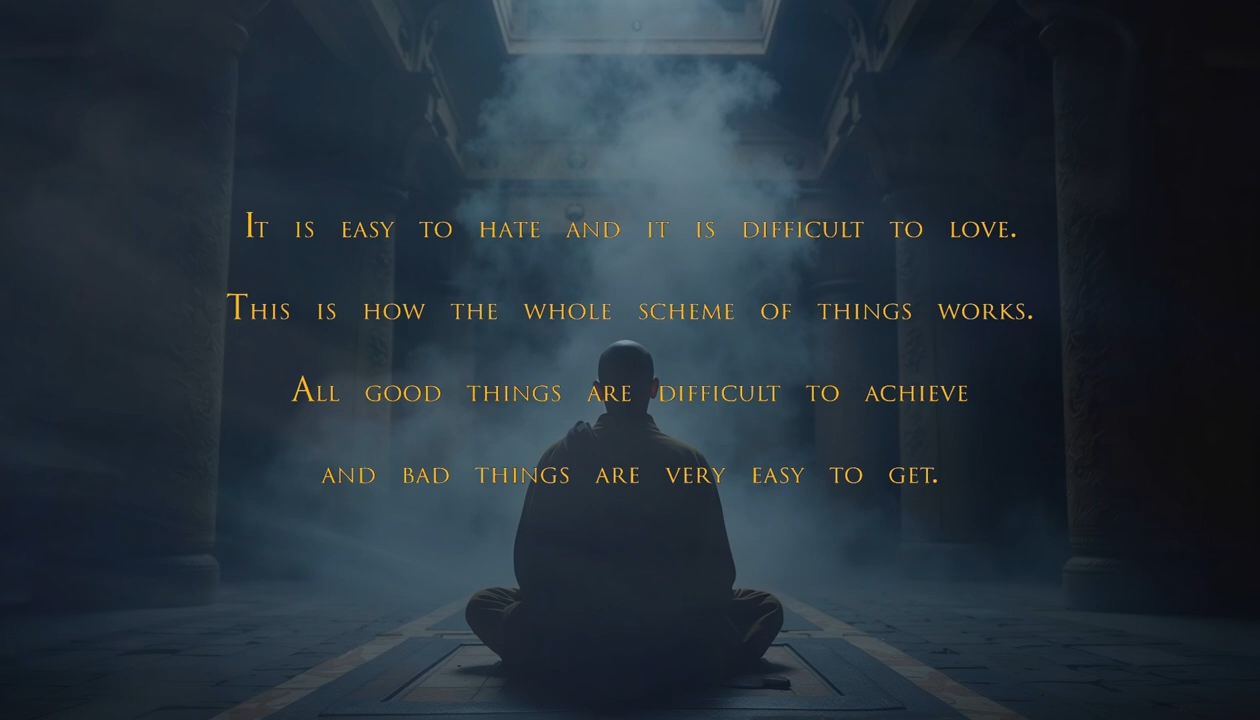 It is easy to hate and it is difficult to love.
This is how the whole scheme of things works.
All good things are difficult to achieve
and bad things are very easy to get.